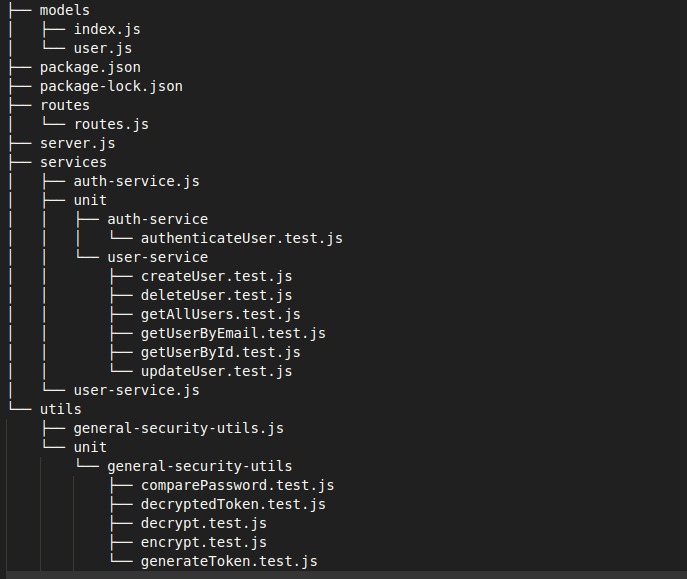 ├── models
│   ├── index.js
│   └── user.js
├── package.json
├── package-lock.json
├── routes
│   └── routes.js
├── server.js
├── services
│   ├── auth-service.js
│   ├── unit
│   │   ├── auth-service
│   │   │   └── authenticateUser.test.js
│   │   └── user-service
│   │       ├── createUser.test.js
│   │       ├── deleteUser.test.js
│   │       ├── getAllUsers.test.js
│   │       ├── getUserByEmail.test.js
│   │       ├── getUserById.test.js
│   │       └── updateUser.test.js
│   └── user-service.js
└── utils
    ├── general-security-utils.js
    └── unit
        └── general-security-utils
            ├── comparePassword.test.js
            ├── decryptedToken.test.js
            ├── decrypt.test.js
            ├── encrypt.test.js
            └── generateToken.test.js